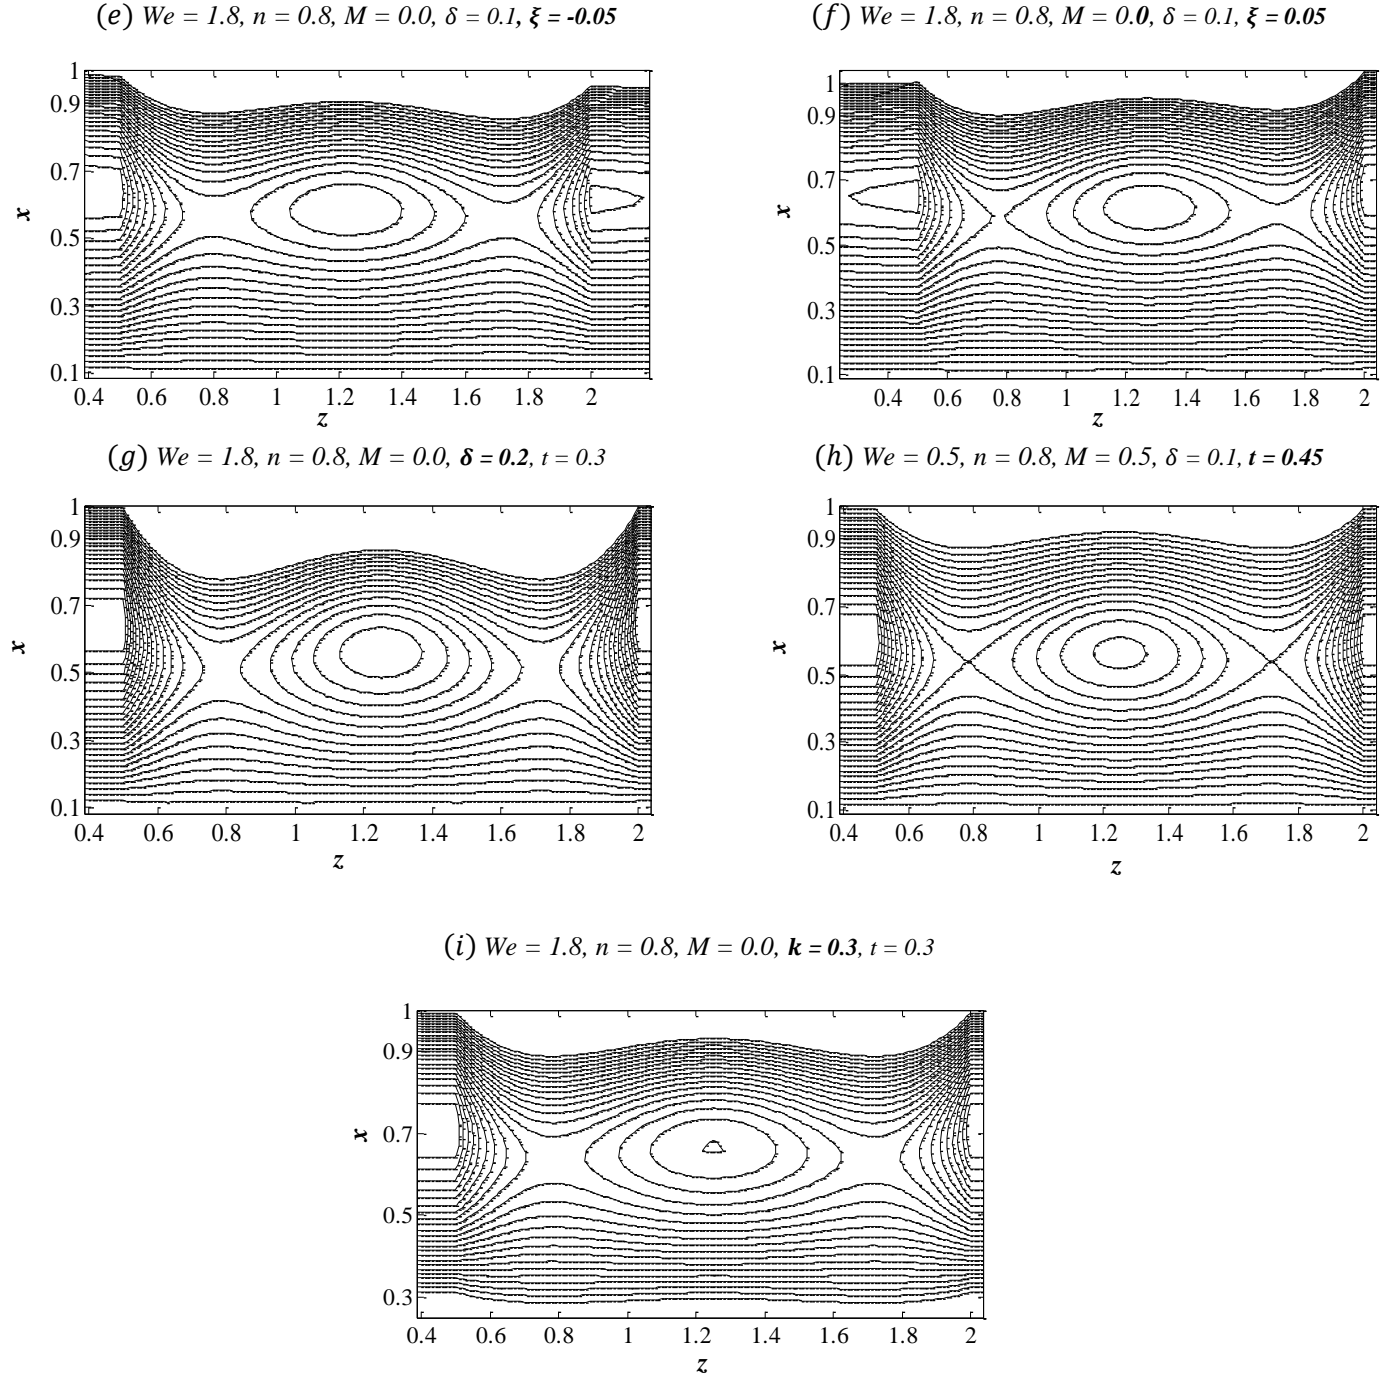 (e) We = 1.8, n = 0.8, M = 0.0, δ = 0.1, ξ = -0.05
(f) We = 1.8, n = 0.8, M = 0.0, δ = 0.1, ξ = 0.05
1
0.9
0.7
0.5
0.3
0.1
x
0.4 0.6 0.8 1 1.2 1.4 1.6 1.8 2
z
1
0.9
0.7
0.5
0.3
0.1
x
0.4 0.6 0.8 1 1.2 1.4 1.6 1.8 2
z
(g) We = 1.8, n = 0.8, M = 0.0, δ = 0.2, t = 0.3
(h) We = 0.5, n = 0.8, M = 0.5, δ = 0.1, t = 0.45
1
0.9
0.7
0.5
0.3
0.1
x
0.4 0.6 0.8 1 1.2 1.4 1.6 1.8 2
z
1
0.9
0.7
0.5
0.3
0.1
x
0.4 0.6 0.8 1 1.2 1.4 1.6 1.8 2
z
(i) We = 1.8, n = 0.8, M = 0.0, k = 0.3, t = 0.3
1
0.9
0.7
0.5
0.3
x
0.4 0.6 0.8 1 1.2 1.4 1.6 1.8 2
z